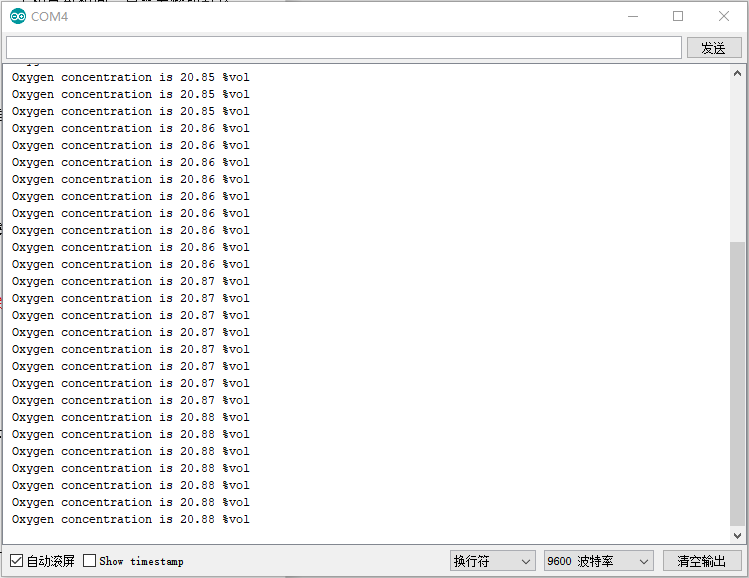 COM4
发送
Oxygen concentration is 20.85 %vol
Oxygen concentration is 20.85 %vol
Oxygen concentration is 20.85 %vol
Oxygen concentration is 20.86 %vol
Oxygen concentration is 20.86 %vol
Oxygen concentration is 20.86 %vol
Oxygen concentration is 20.86 %vol
Oxygen concentration is 20.86 %vol
Oxygen concentration is 20.86 %vol
Oxygen concentration is 20.86 %vol
Oxygen concentration is 20.86 %vol
Oxygen concentration is 20.86 %vol
Oxygen concentration is 20.87 %vol
Oxygen concentration is 20.87 %vol
Oxygen concentration is 20.87 %vol
Oxygen concentration is 20.87 %vol
Oxygen concentration is 20.87 %vol
Oxygen concentration is 20.87 %vol
Oxygen concentration is 20.87 %vol
Oxygen concentration is 20.87 %vol
Oxygen concentration is 20.88 %vol
Oxygen concentration is 20.88 %vol
Oxygen concentration is 20.88 %vol
Oxygen concentration is 20.88 %vol
Oxygen concentration is 20.88 %vol
Oxygen concentration is 20.88 %vol
Oxygen concentration is 20.88 %vol
自动滚屏 Show timestamp 换行符 9600 波特率 清空输出